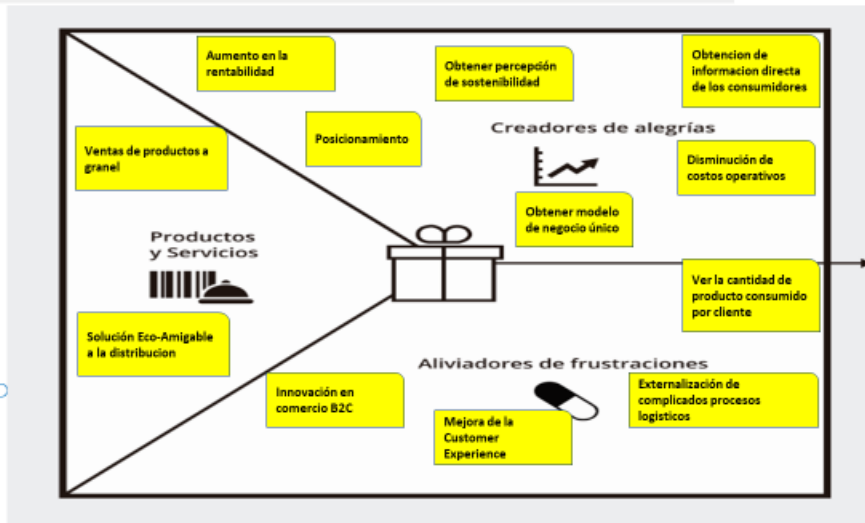 Aumento en la
rentabilidad
Obtener percepción
de sostenibilidad
Obtencion de
informacion directa
de los consumidores
Posicionamiento
Creadores de alegrías
Ventas de productos a
granel
Disminución de
costos operativos
Obtener modelo
de negocio único
Productos
y Servicios
Ver la cantidad de
producto consumido
por cliente
Solución Eco-Amigable
a la distribucion
Aliviadores de frustraciones
Innovación en
comercio B2C
Externalización de
complicados procesos
logisticos
Mejora de la
Customer
Experience